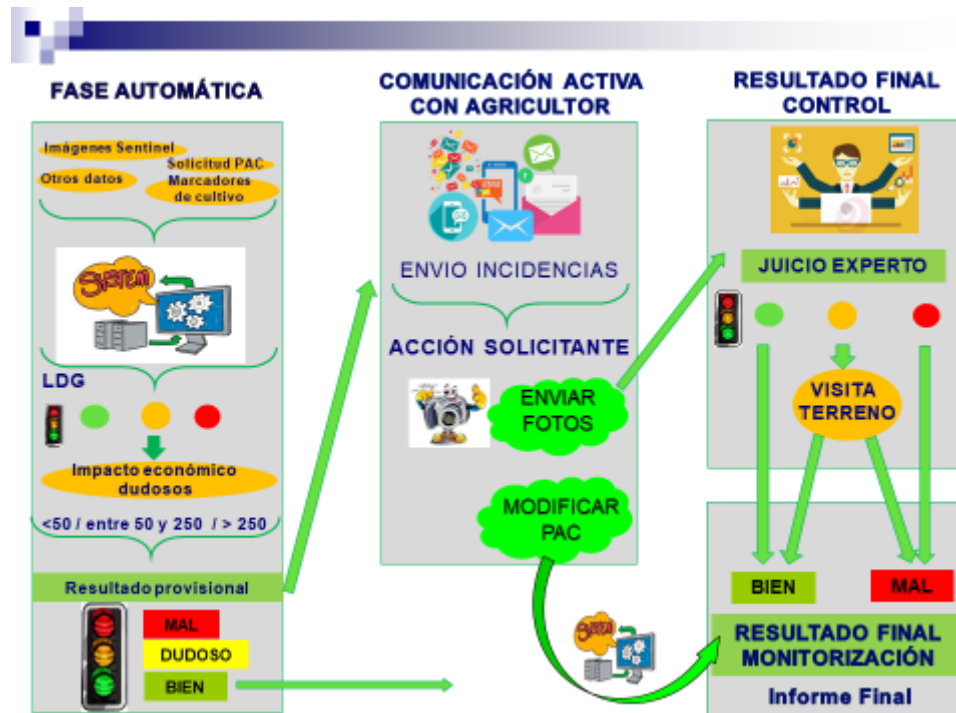 FASE AUTOMÁTICA
Imágenes Sentinel
Solicitud PAC
Otros datos
Marcadores
de cultivo
SYSTEM
LDG
Impacto económico
dudosos
<50 / entre 50 y 250 / > 250
Resultado provisional
MAL
DUDOSO
BIEN
COMUNICACIÓN ACTIVA
CON AGRICULTOR
ENVIO INCIDENCIAS
ACCIÓN SOLICITANTE
ENVIAR
FOTOS
MODIFICAR
PAC
SYSTEM
RESULTADO FINAL
CONTROL
JUICIO EXPERTO
VISITA
TERRENO
BIEN
MAL
RESULTADO FINAL
MONITORIZACIÓN
Informe Final